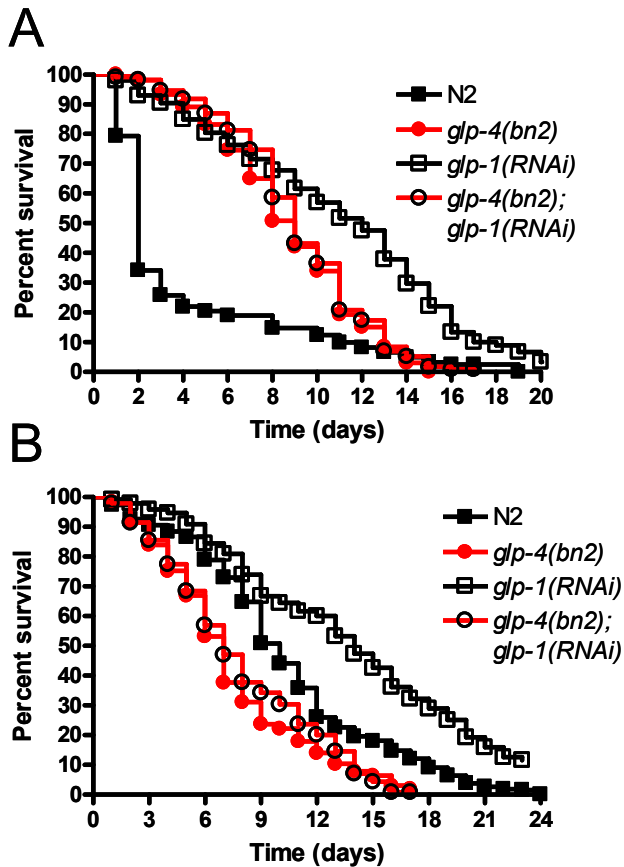 A
Percent survival
100
90
80
70
60
50
40
30
20
10
0
N2
glp-4(bn2)
glp-1(RNAi)
glp-4(bn2);
glp-1(RNAi)
0 2 4 6 8 10 12 14 16 18 20
Time (days)
B
Percent survival
100
90
80
70
60
50
40
30
20
10
0
N2
glp-4(bn2)
glp-1(RNAi)
glp-4(bn2);
glp-1(RNAi)
0 3 6 9 12 15 18 21 24
Time (days)